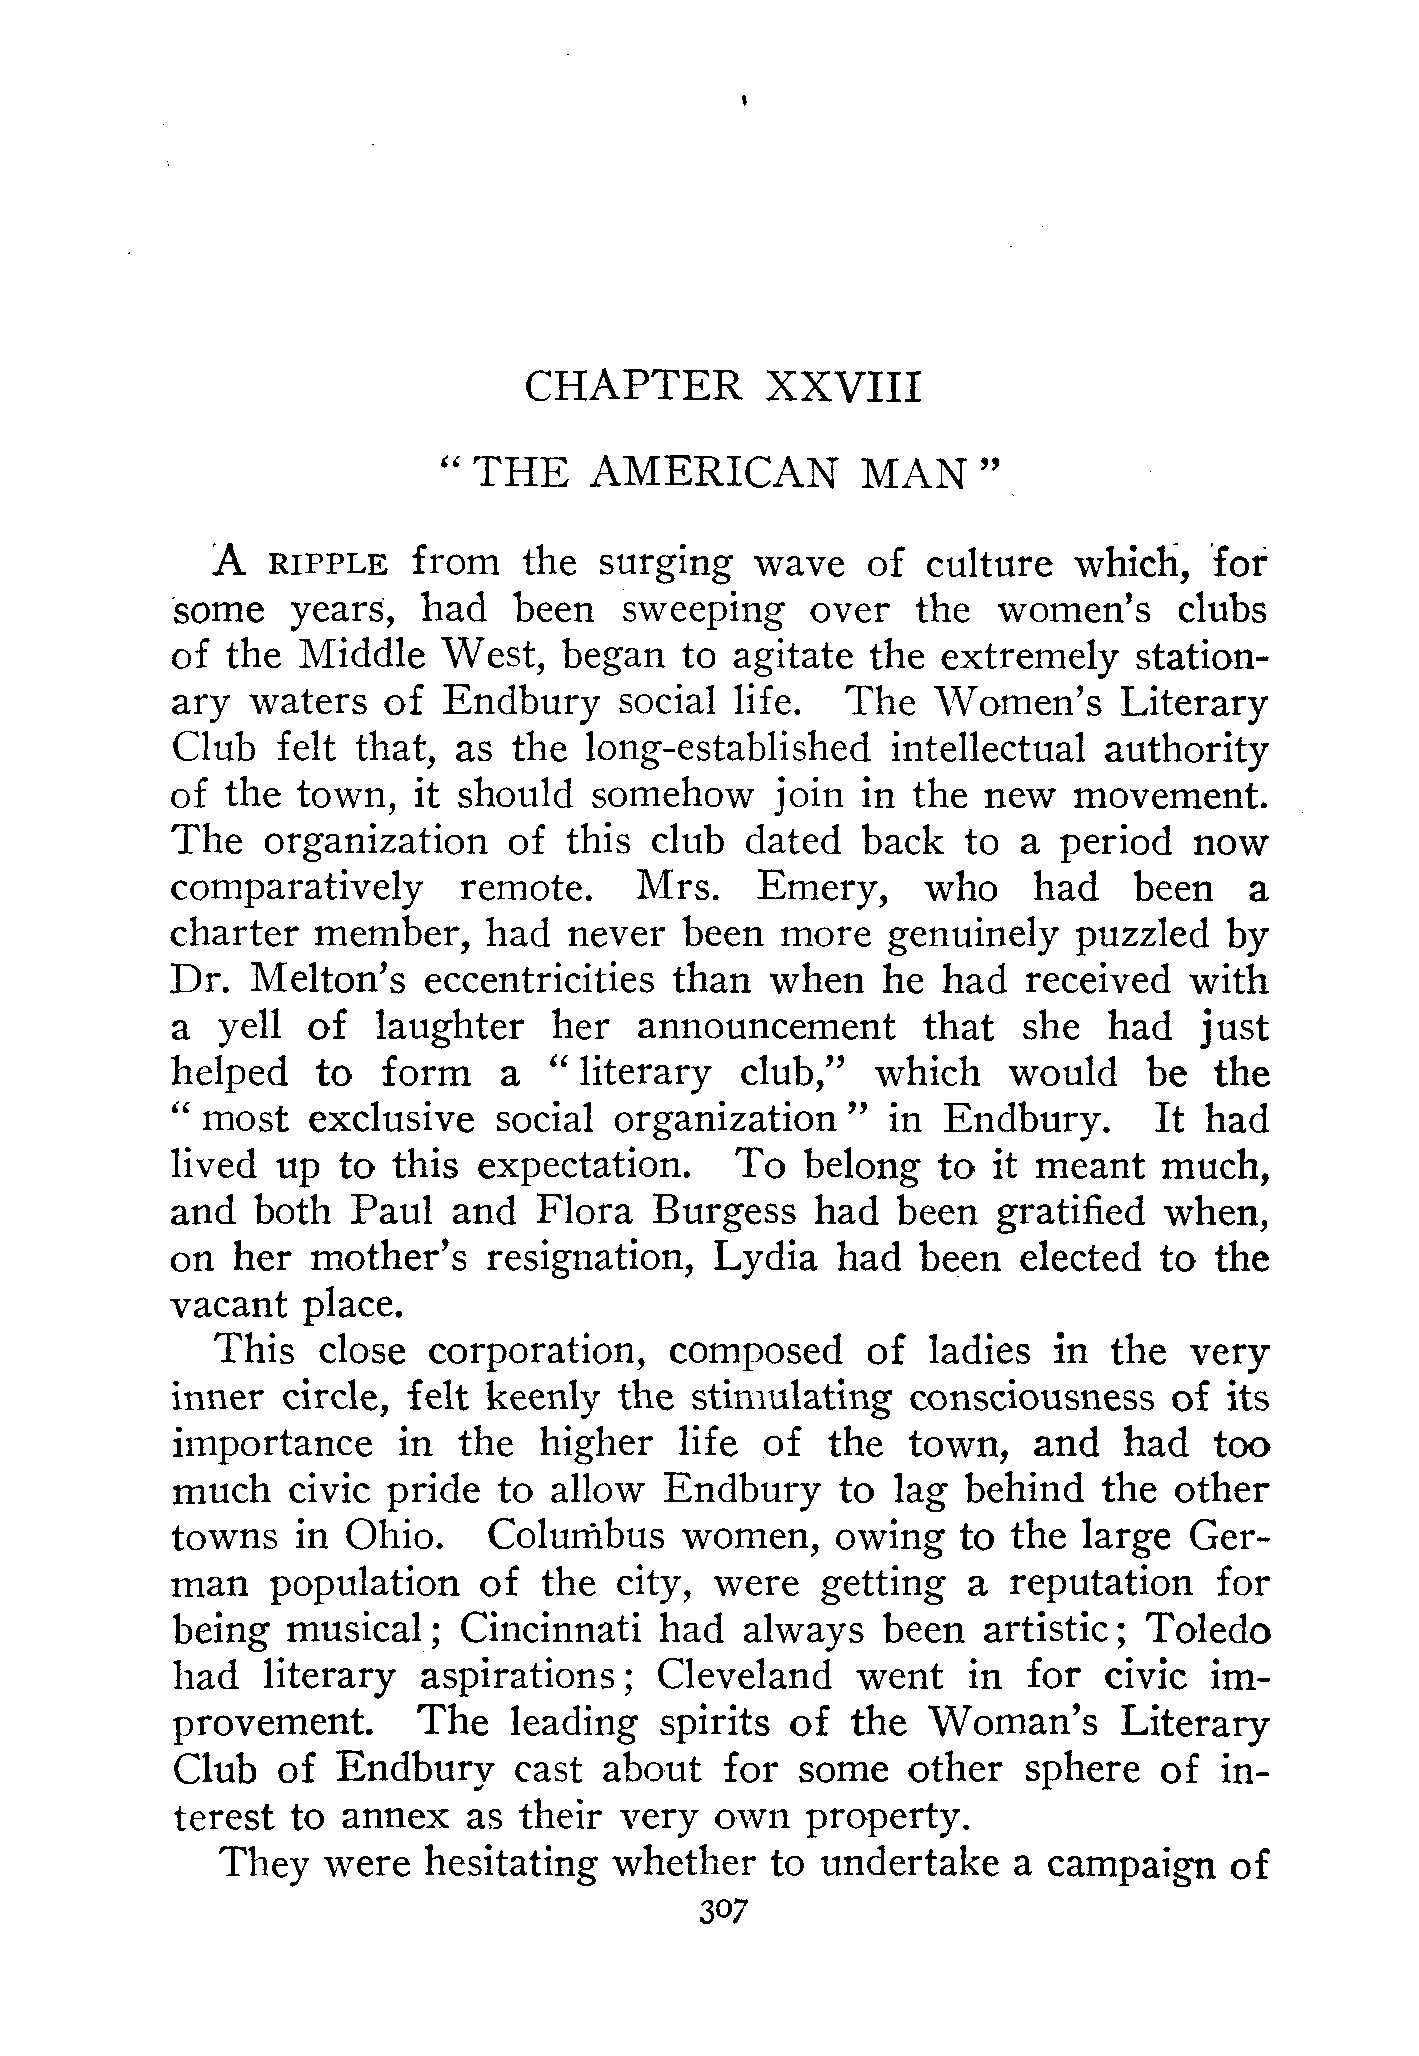 CHAPTER XXVIII
" THE AMERICAN MAN "
A RIPPLE from the surging wave of culture which, for
some years, had been sweeping over the women's clubs
of the Middle West, began to agitate the extremely station-
ary waters of Endbury social life. The Women's Literary
Club felt that, as the long-established intellectual authority
of the town, it should somehow join in the new movement.
The organization of this club dated back to a period now
comparatively remote. Mrs. Emery, who had been a
charter member, had never been more genuinely puzzled by
Dr. Melton's eccentricities than when he had received with
a yell of laughter her announcement that she had just
helped to form a " literary club," which would be the
" most exclusive social organization " in Endbury. It had
lived up to this expectation. To belong to it meant much,
and both Paul and Flora Burgess had been gratified when,
on her mother's resignation, Lydia had been elected to the
vacant place.
This close corporation, composed of ladies in the very
inner circle, felt keenly the stimulating consciousness of its
importance in the higher life of the town, and had too
much civic pride to allow Endbury to lag behind the other
towns in Ohio. Columbus women, owing to the large Ger-
man population of the city, were getting a reputation for
being musical; Cincinnati had always been artistic; Toledo
had literary aspirations; Cleveland went in for civic im-
provement. The leading spirits of the Woman's Literary
Club of Endbury cast about for some other sphere of in-
terest to annex as their very own property.
They were hesitating whether to undertake a campaign of
307